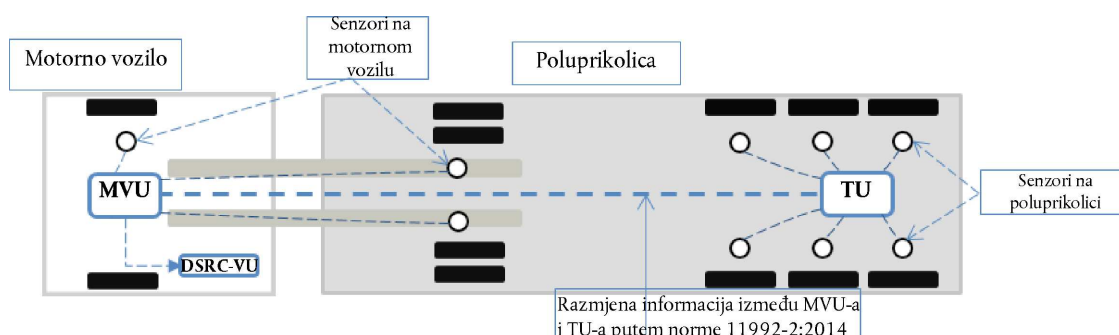 Senzori na
motornom
vozilu
Motorno vozilo
Poluprikolica
MVU
TU
Senzori na
poluprikolici
DSRC-VU
Razmjena informacija između MVU-a
i TU-a putem norme 11992-2:2014